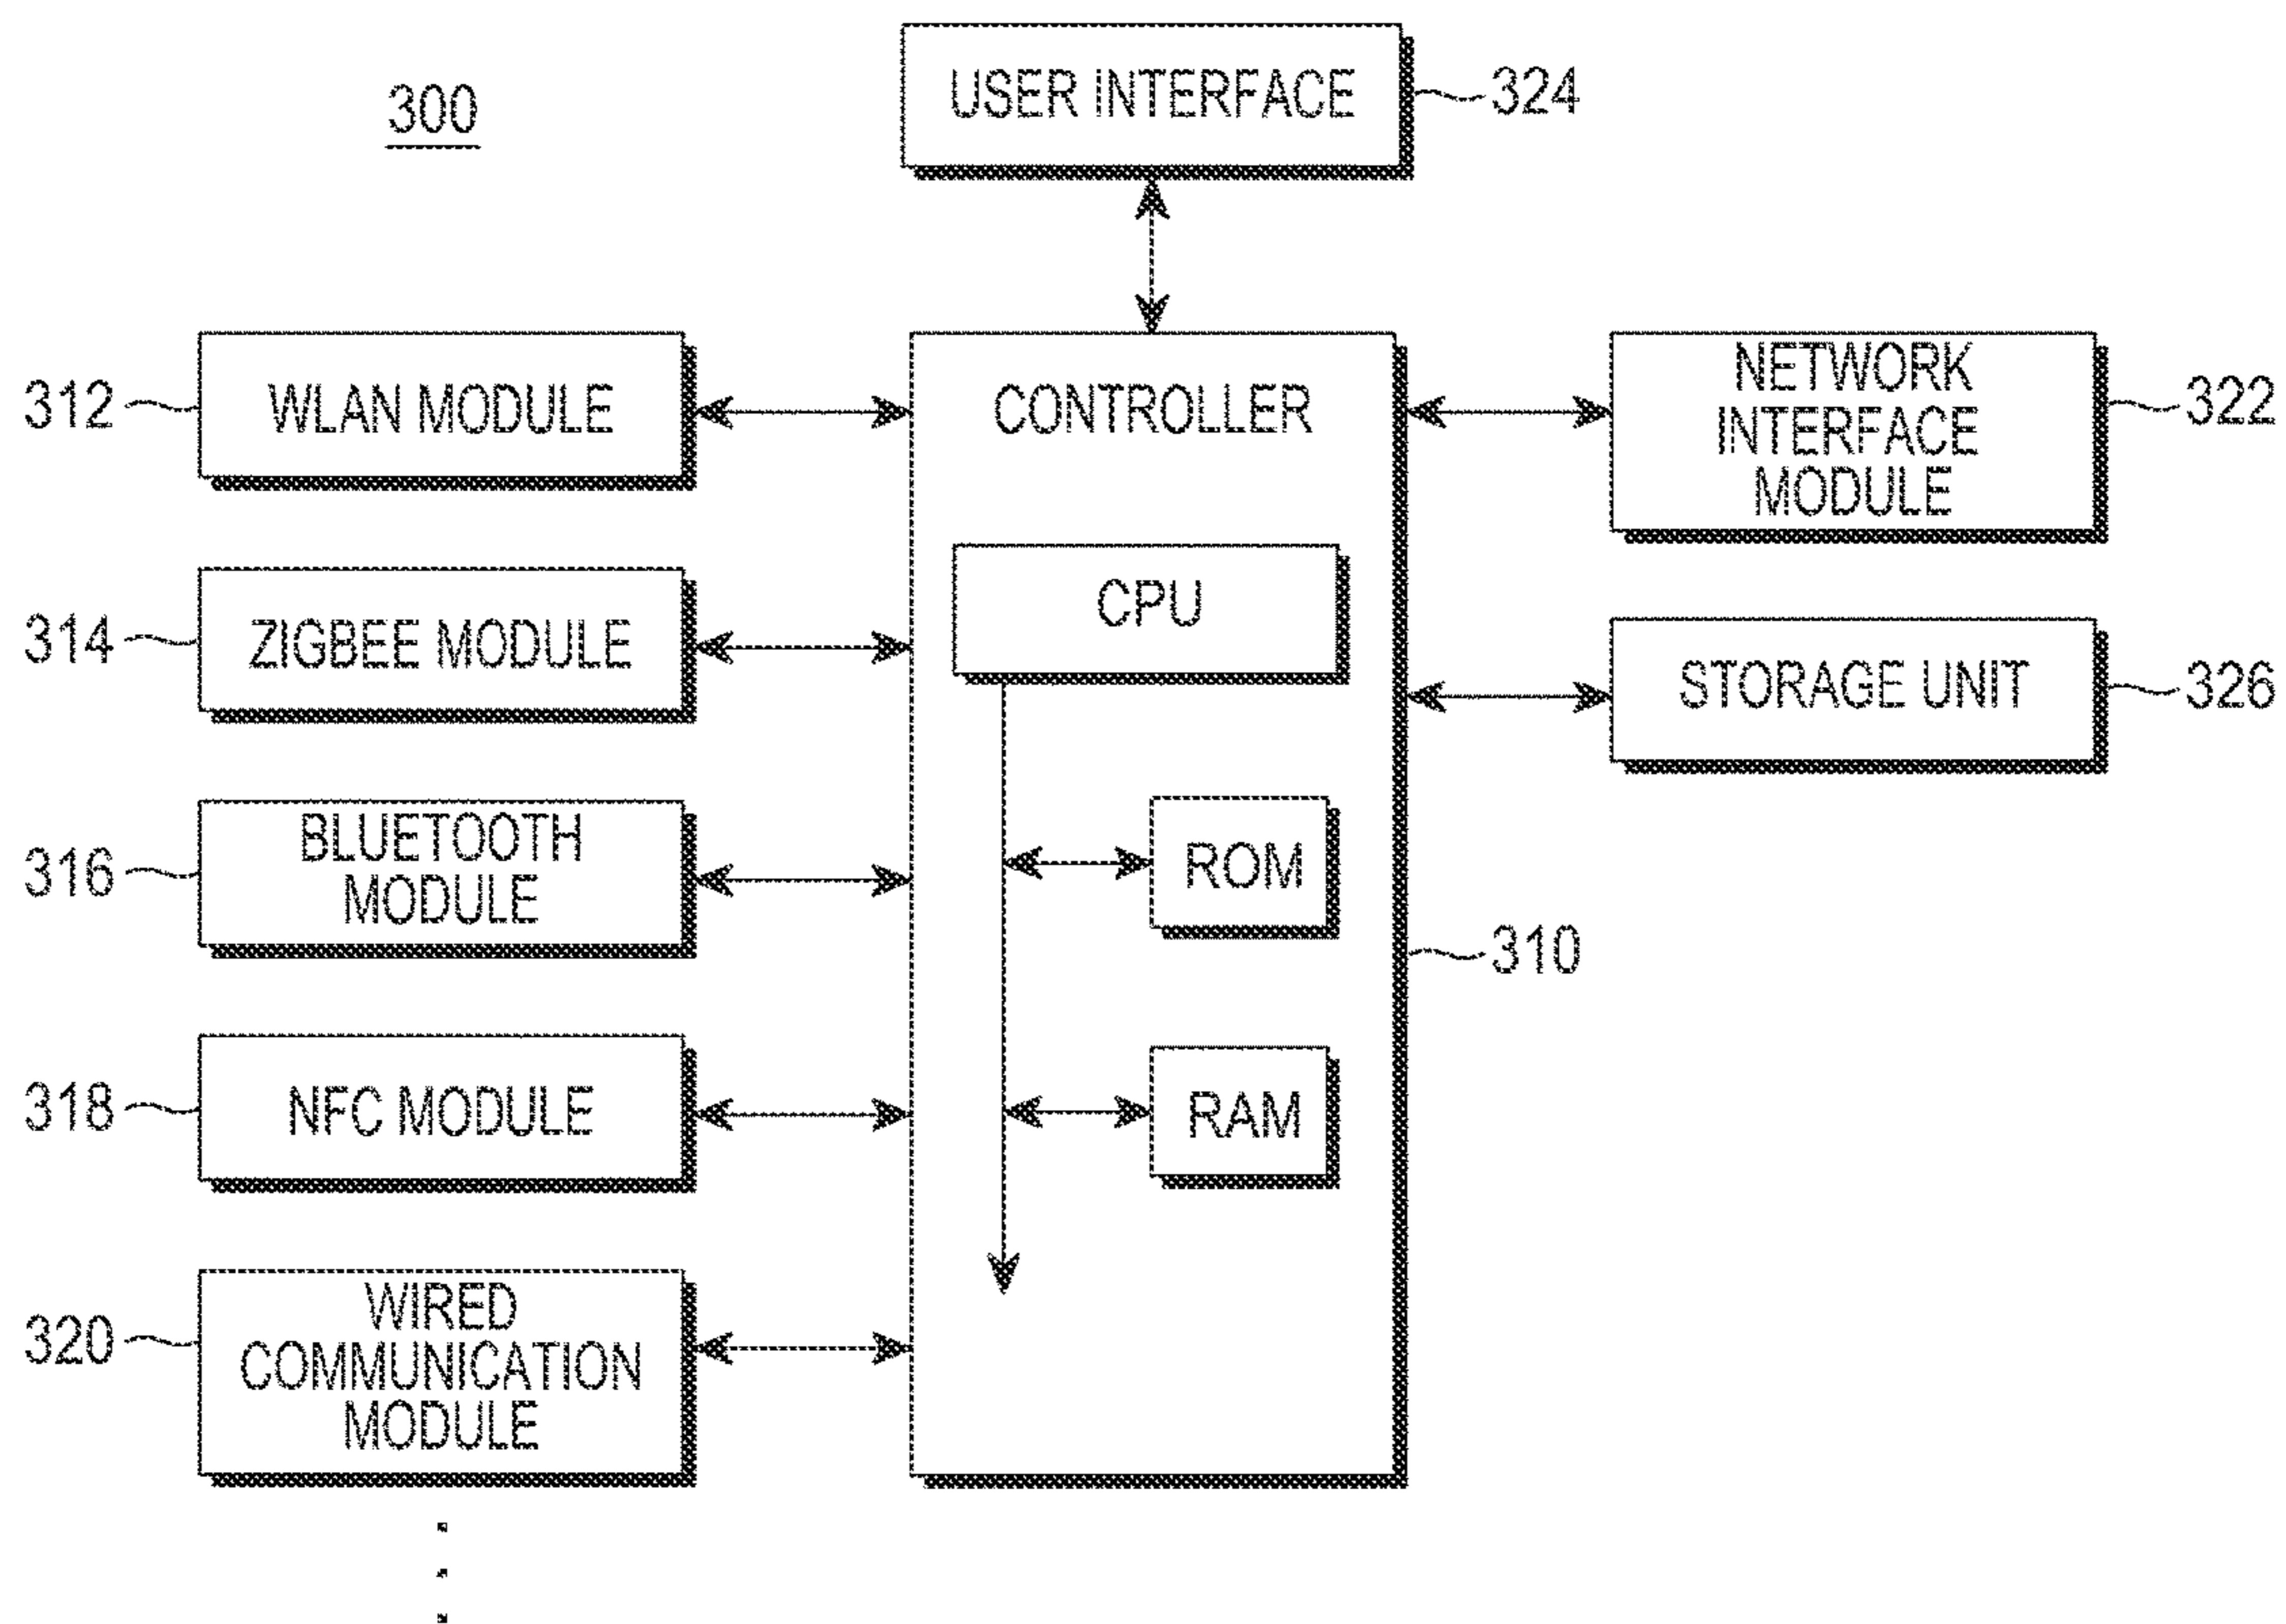 300
USER INTERFACE
324
312
WLAN MODULE
CONTROLLER
NETWORK
INTERFACE
MODULE
322
314
ZIGBEE MODULE
CPU
STORAGE UNIT
326
316
BLUETOOTH
MODULE
ROM
310
318
NFC MODULE
RAM
320
WIRED
COMMUNICATION
MODULE